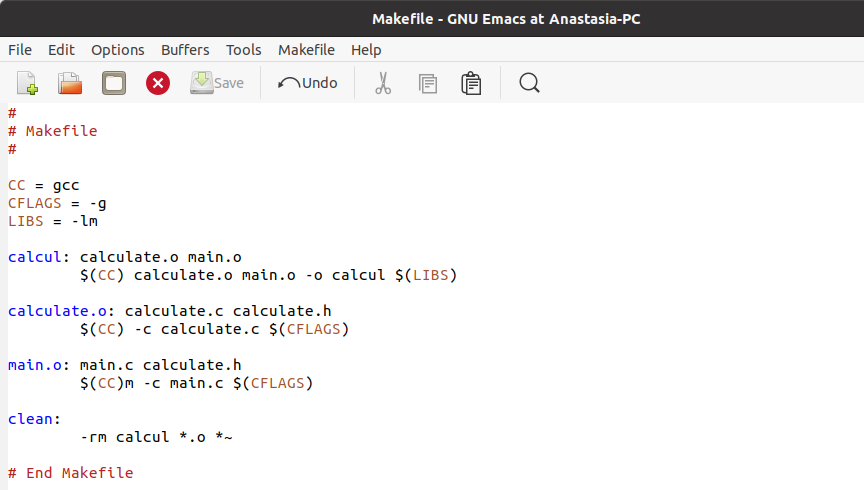 Makefile - GNU Emacs at Anastasia-PC
File Edit Options Buffers Tools Makefile Help
Save Undo
#
# Makefile
#
CC = gcc
CFLAGS = -g
LIBS = -lm
calcul: calculate.o main.o
$(CC) calculate.o main.o -o calcul $(LIBS)
calculate.o: calculate.c calculate.h
$(CC) -c calculate.c $(CFLAGS)
main.o: main.c calculate.h
$(CC)m -c main.c $(CFLAGS)
clean:
-rm calcul *.o *~
# End Makefile